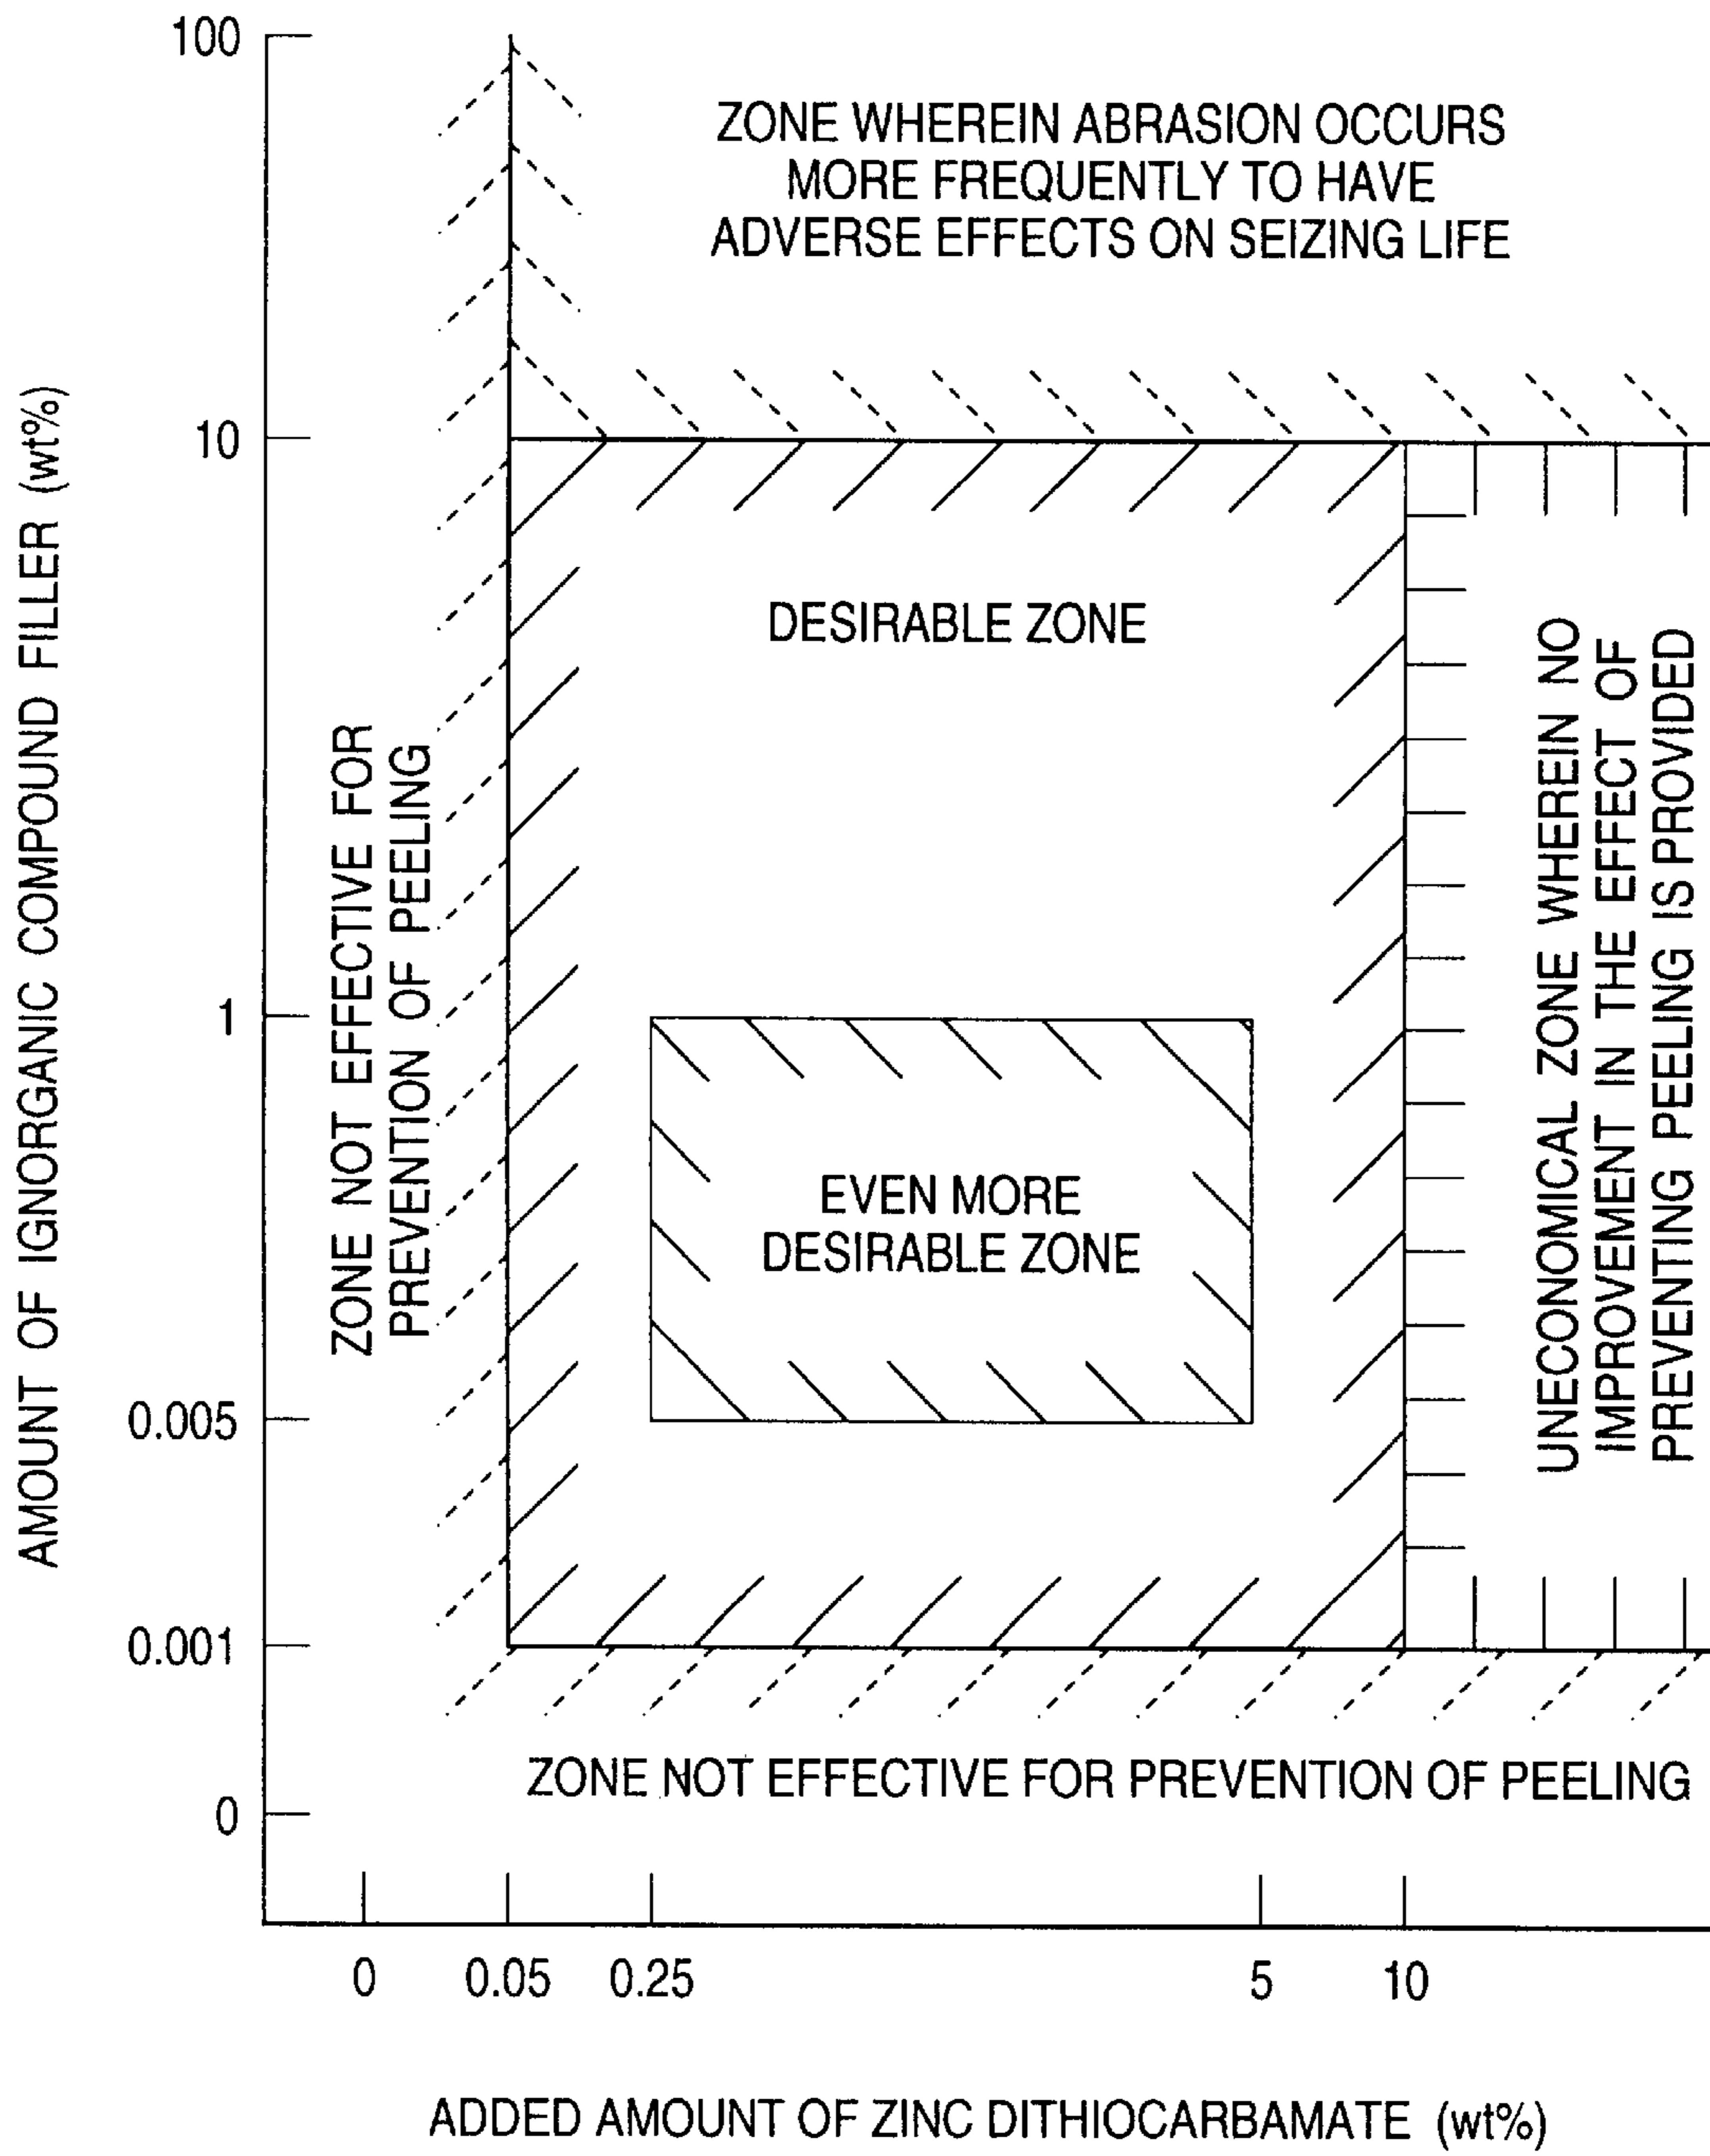 100
ZONE WHEREIN ABRASION OCCURS
MORE FREQUENTLY TO HAVE
ADVERSE EFFECTS ON SEIZING LIFE
10
DESIRABLE ZONE
AMOUNT OF IGNORGANIC COMPOUND FILLER (wt%)
ZONE NOT EFFECTIVE FOR
PREVENTION OF PEELING
UNECONOMICAL ZONE WHEREIN NO
IMPROVEMENT IN THE EFFECT OF
PREVENTING PEELING IS PROVIDED
1
EVEN MORE
DESIRABLE ZONE
0.005
0.001
ZONE NOT EFFECTIVE FOR PREVENTION OF PEELING
0
0 0.05 0.25 5 10
ADDED AMOUNT OF ZINC DITHIOCARBAMATE (wt%)